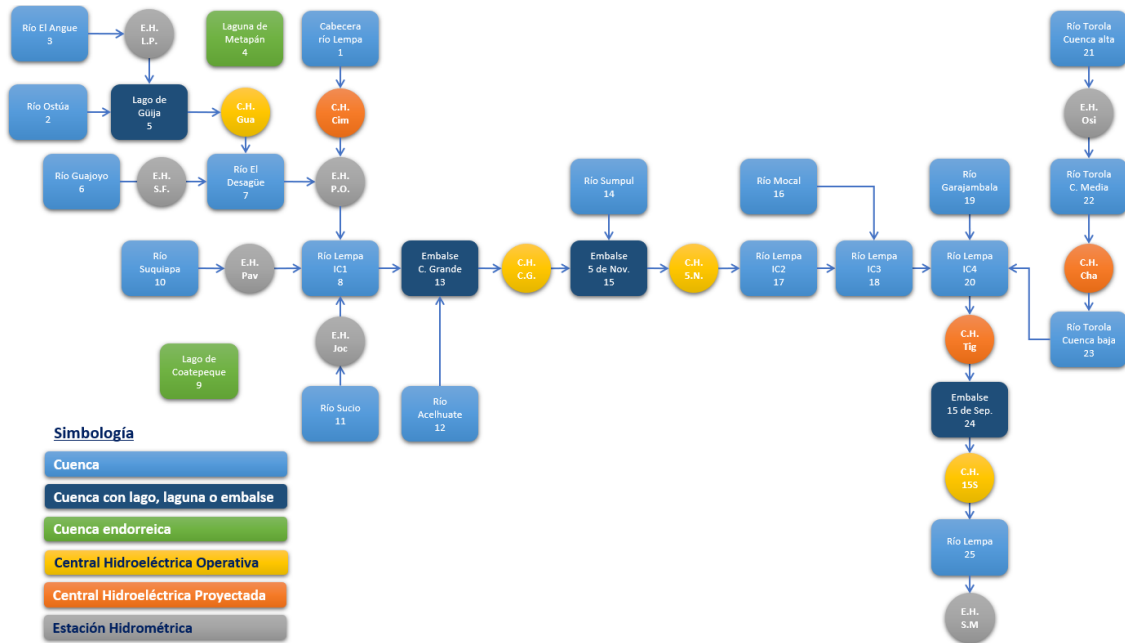 Río El Angue
3
E.H.
L.P.
Laguna de
Metapán
4
Cabecera
río Lempa
1
Río Torola
Cuenca alta
21
Río Ostúa
2
Lago de
Güija
5
C.H.
Gua
C.H.
Cim
E.H.
Osi
Río Guajoyo
6
E.H.
S.F.
Río El
Desagüe
7
E.H.
P.O.
Río Sumpul
14
Río Mocal
16
Río
Garajambala
19
Río Torola
C. Media
22
Río
Suquiapa
10
E.H.
Pav
Río Lempa
IC1
8
Embalse
C. Grande
13
C.H.
C.G.
Embalse
5 de Nov.
15
C.H.
S.N.
Río Lempa
IC2
17
Río Lempa
IC3
18
Río Lempa
IC4
20
C.H.
Cha
Lago de
Coatepeque
9
E.H.
Joc
C.H.
Tig
Río Torola
Cuenca baja
23
Río Sucio
11
Río
Acelhuate
12
Embalse
15 de Sep.
24
C.H.
15S
Río Lempa
25
E.H.
S.M
Simbología
Cuenca
Cuenca con lago, laguna o embalse
Cuenca endorreica
Central Hidroeléctrica Operativa
Central Hidroeléctrica Proyectada
Estación Hidrométrica